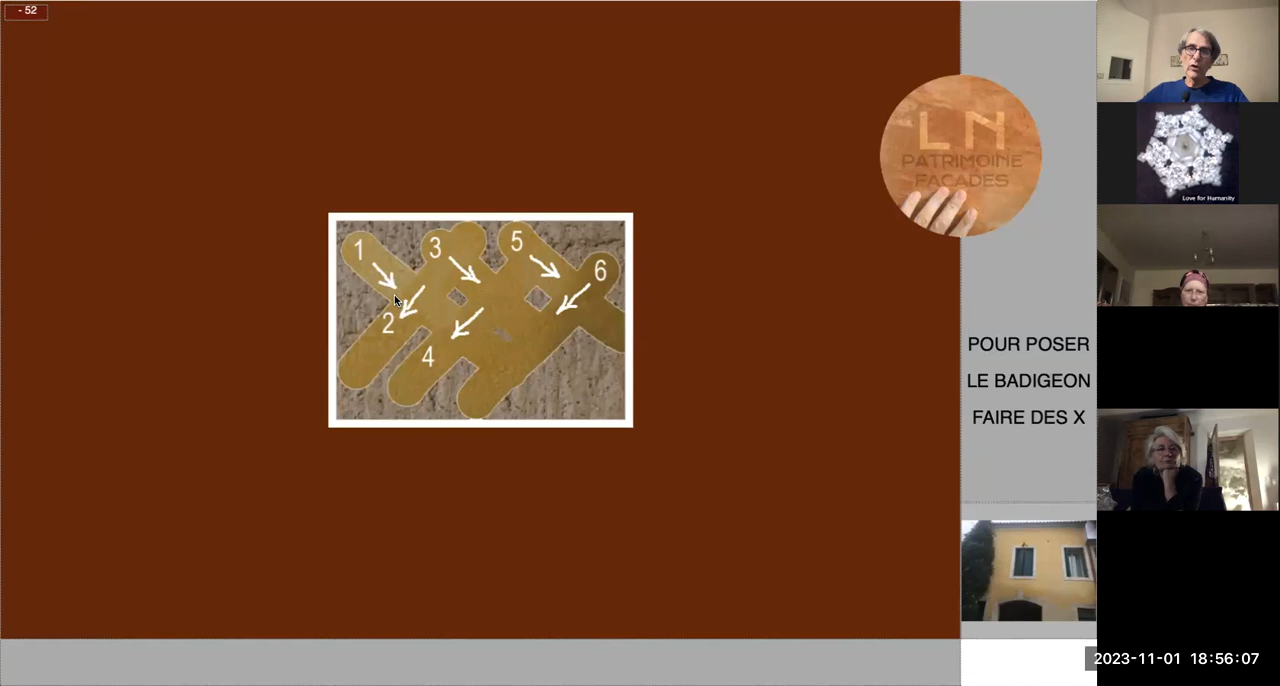 - 52
LN
PATRIMOINE
FAÇADES
1
3
5
6
2
4
POUR POSER
LE BADIGEON
FAIRE DES X
Love for Humanity
2023-11-01 18:56:07